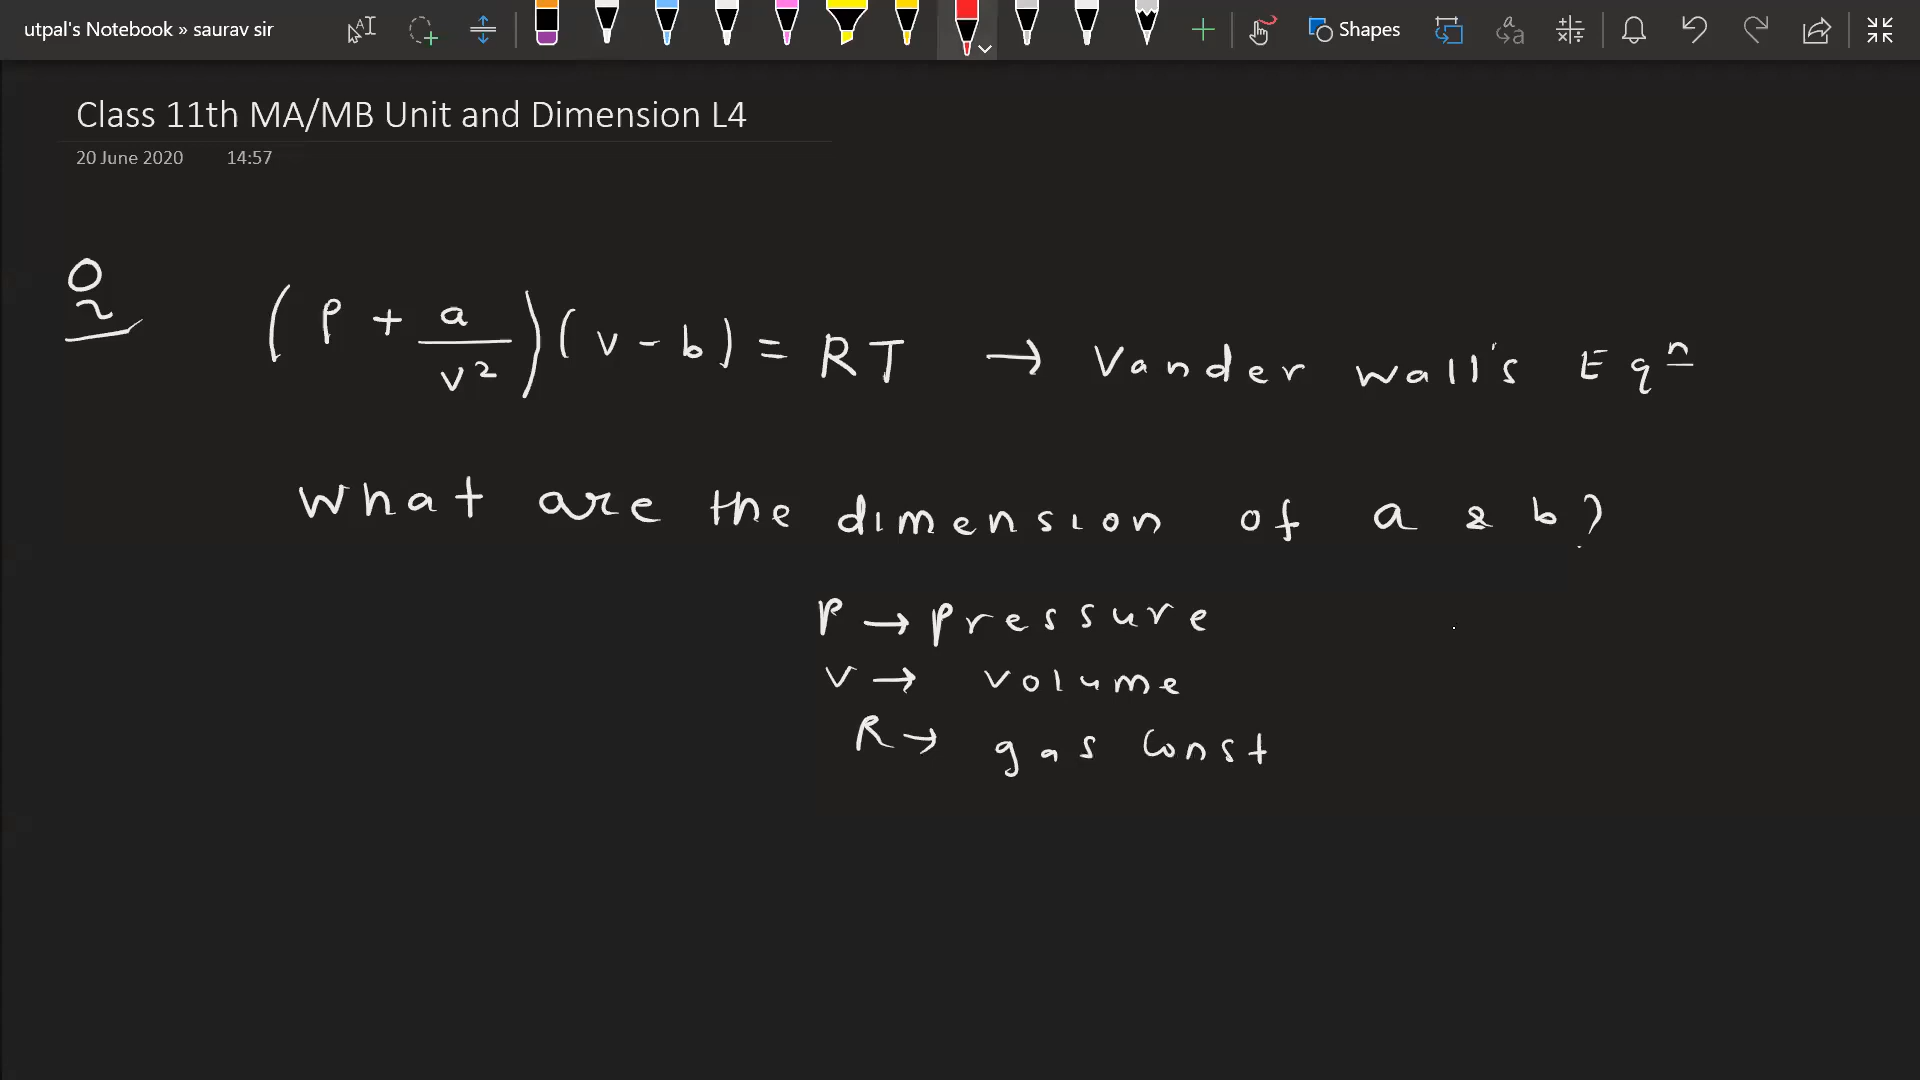 utpal's Notebook » saurav sir
Shapes
Class 11th MA/MB Unit and Dimension L4
20 June 2020 14:57
Q
(P + a/v²)(v - b) = RT → Vander wall's Eqn
What are the dimension of a & b?
P → pressure
v → volume
R → gas const